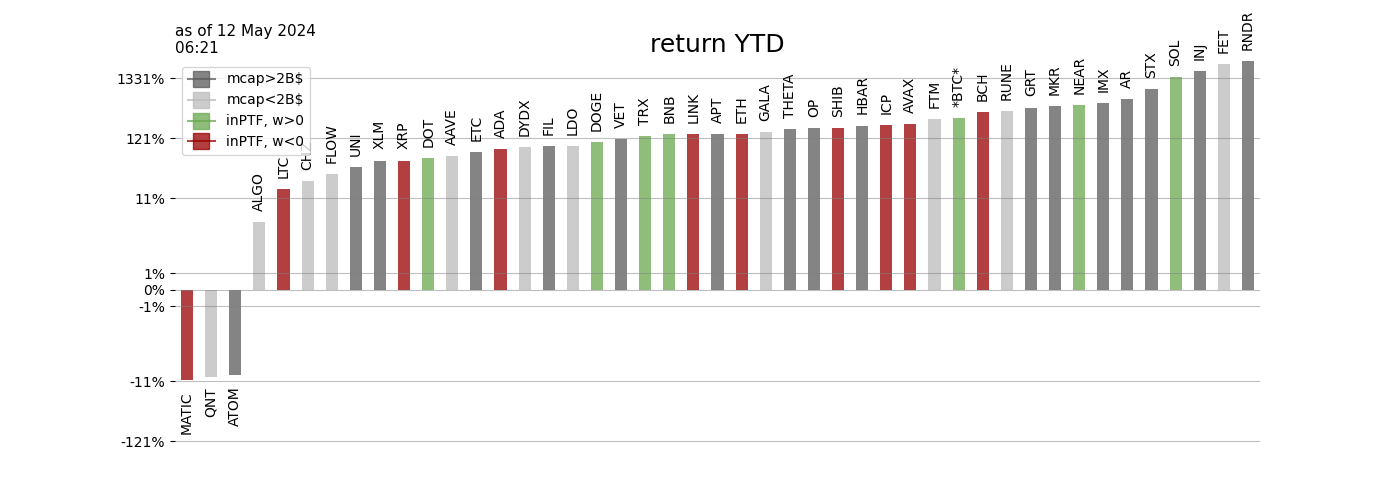 as of 12 May 2024
06:21
return YTD
mcap>2B$
mcap<2B$
inPTF, w>0
inPTF, w<0
1331%
121%
11%
1%
0%
-1%
-11%
-121%
MATIC
QNT
ATOM
ALGO
LTC
CHZ
FLOW
UNI
XLM
XRP
DOT
AAVE
ETC
ADA
DYDX
FIL
LDO
DOGE
VET
TRX
BNB
LINK
APT
ETH
GALA
THETA
OP
SHIB
HBAR
ICP
AVAX
FTM
*BTC*
BCH
RUNE
GRT
MKR
NEAR
IMX
AR
STX
SOL
INJ
FET
RNDR